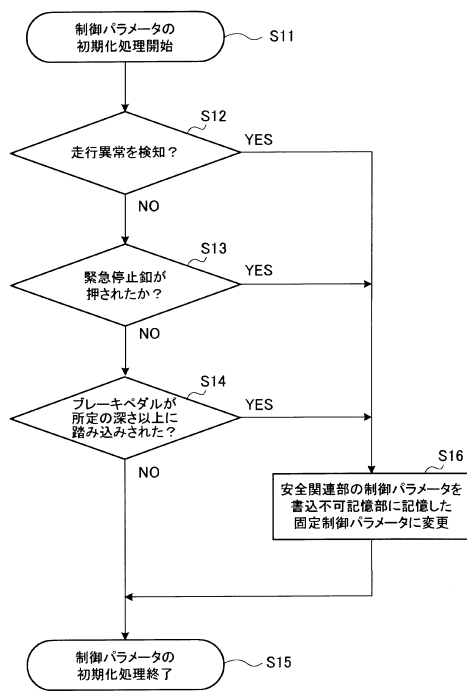 制御パラメータの
初期化処理開始
S11
S12
走行異常を検知？
YES
NO
S13
緊急停止釦が
押されたか？
YES
NO
S14
ブレーキペダルが
所定の深さ以上に
踏み込みされた？
YES
NO
S16
安全関連部の制御パラメータを
書込不可記憶部に記憶した
固定制御パラメータに変更
制御パラメータの
初期化処理終了
S15